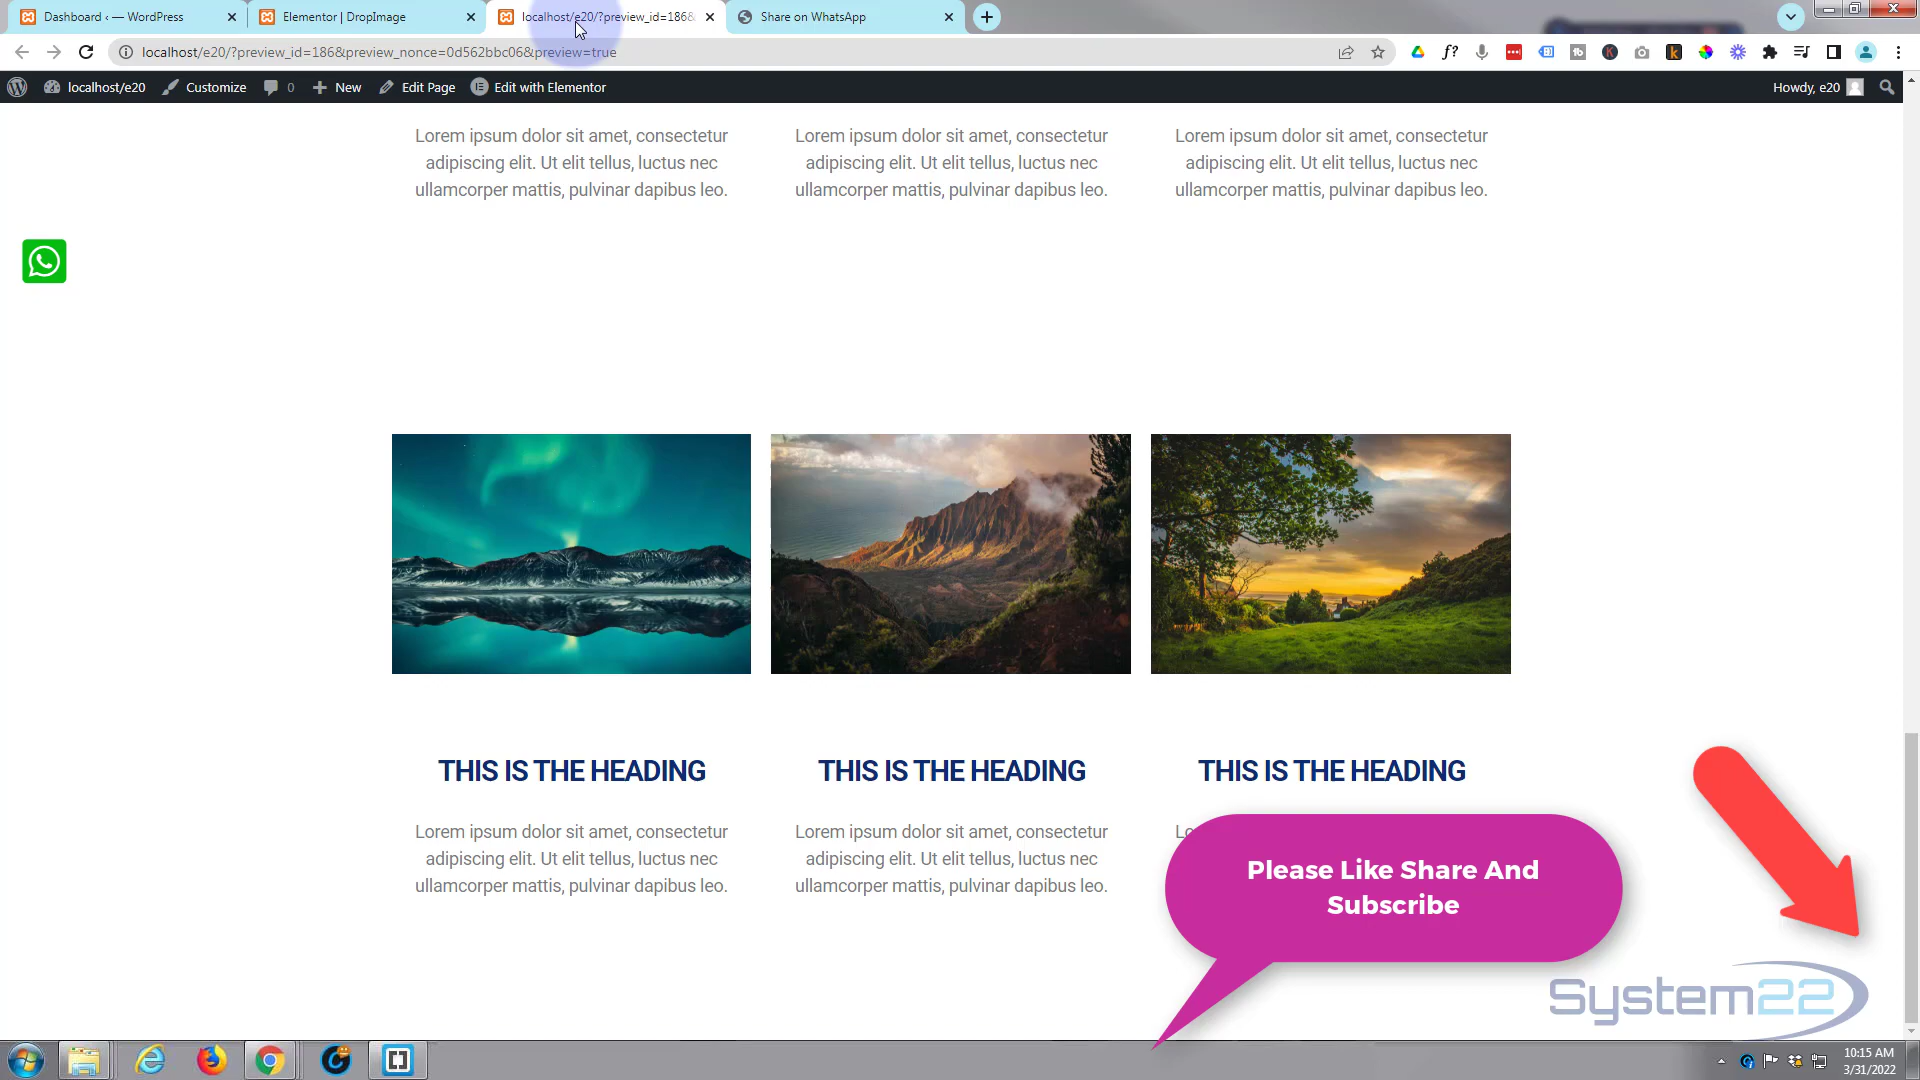 Dashboard ‹ — WordPress
Elementor | DropImage
localhost/e20/?preview_id=186&
Share on WhatsApp
localhost/e20/?preview_id=186&preview_nonce=0d562bbc06&preview=true
localhost/e20
Customize
0
New
Edit Page
Edit with Elementor
Howdy, e20
Lorem ipsum dolor sit amet, consectetur
adipiscing elit. Ut elit tellus, luctus nec
ullamcorper mattis, pulvinar dapibus leo.
Lorem ipsum dolor sit amet, consectetur
adipiscing elit. Ut elit tellus, luctus nec
ullamcorper mattis, pulvinar dapibus leo.
Lorem ipsum dolor sit amet, consectetur
adipiscing elit. Ut elit tellus, luctus nec
ullamcorper mattis, pulvinar dapibus leo.
THIS IS THE HEADING
Lorem ipsum dolor sit amet, consectetur
adipiscing elit. Ut elit tellus, luctus nec
ullamcorper mattis, pulvinar dapibus leo.
THIS IS THE HEADING
Lorem ipsum dolor sit amet, consectetur
adipiscing elit. Ut elit tellus, luctus nec
ullamcorper mattis, pulvinar dapibus leo.
THIS IS THE HEADING
Please Like Share And
Subscribe
System22
10:15 AM
3/31/2022